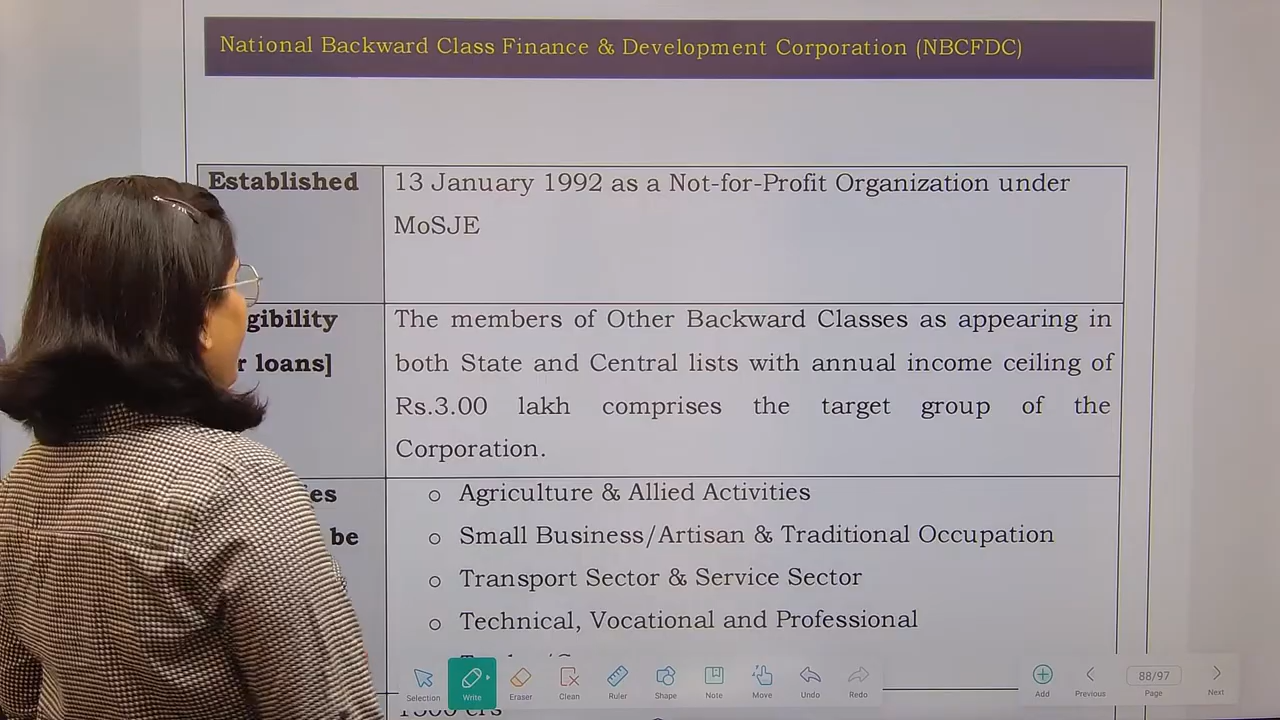 National Backward Class Finance & Development Corporation (NBCFDC)
Established
13 January 1992 as a Not-for-Profit Organization under
MoSJE
gibility
r loans]
The members of Other Backward Classes as appearing in
both State and Central lists with annual income ceiling of
Rs.3.00 lakh comprises the target group of the
Corporation.
es
be
o Agriculture & Allied Activities
o Small Business/Artisan & Traditional Occupation
o Transport Sector & Service Sector
o Technical, Vocational and Professional
1500 crs
Selection
Write
Eraser
Clean
Ruler
Shape
Note
Move
Undo
Redo
Add
Previous
88/97
Page
Next